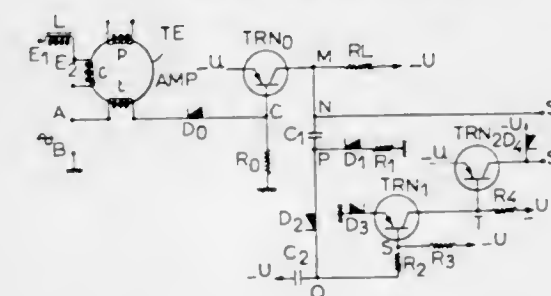 L P TE TRN0 M RL -U
E1 E2 C -U
AMP N S
A t C C1 -U
D0 TRN2 D4
B P D1 R1 -U S
R0 TRN1
D2 D3 R4 -U
T
S R3 -U
C2 R2
-U Q